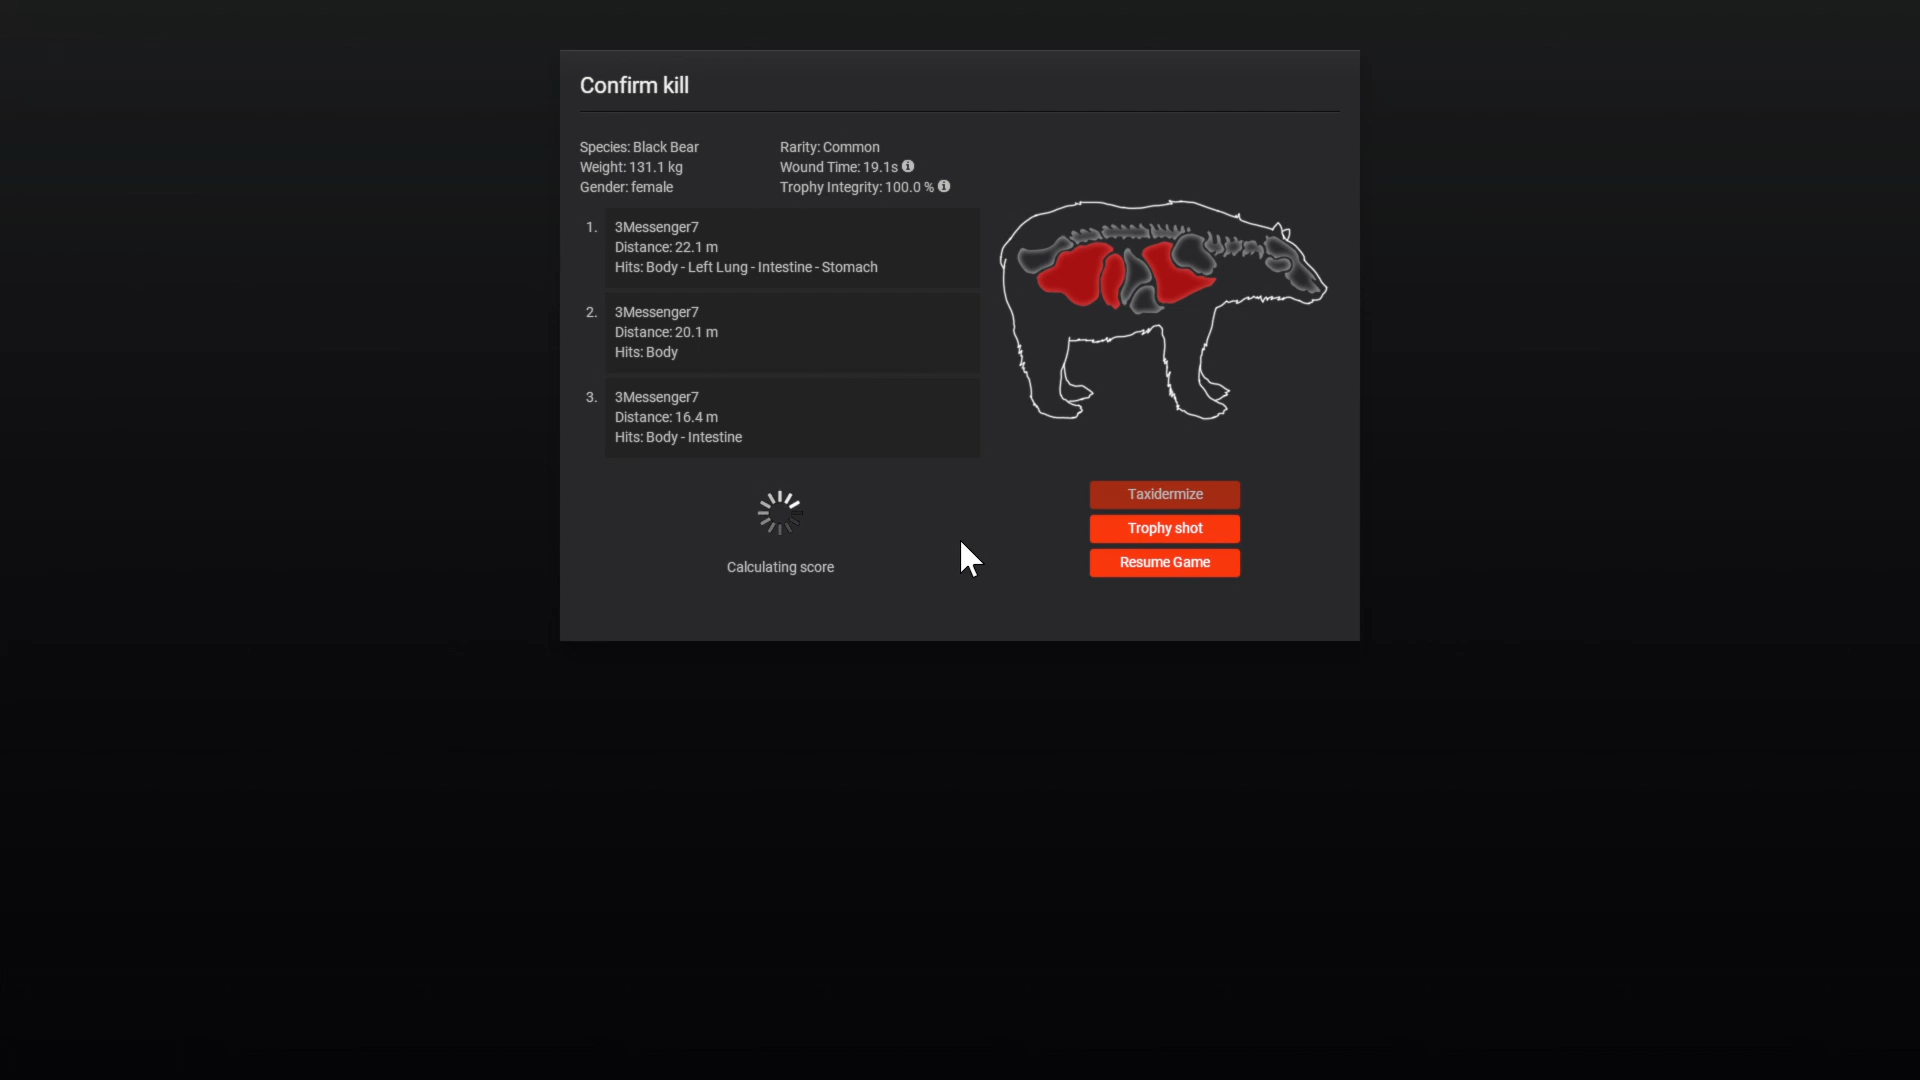 Confirm kill
Species: Black Bear
Rarity: Common
Weight: 131.1 kg
Wound Time: 19.1s
Gender: female
Trophy Integrity: 100.0 %
1. 3Messenger7
Distance: 22.1 m
Hits: Body - Left Lung - Intestine - Stomach
2. 3Messenger7
Distance: 20.1 m
Hits: Body
3. 3Messenger7
Distance: 16.4 m
Hits: Body - Intestine
Calculating score
Taxidermize
Trophy shot
Resume Game